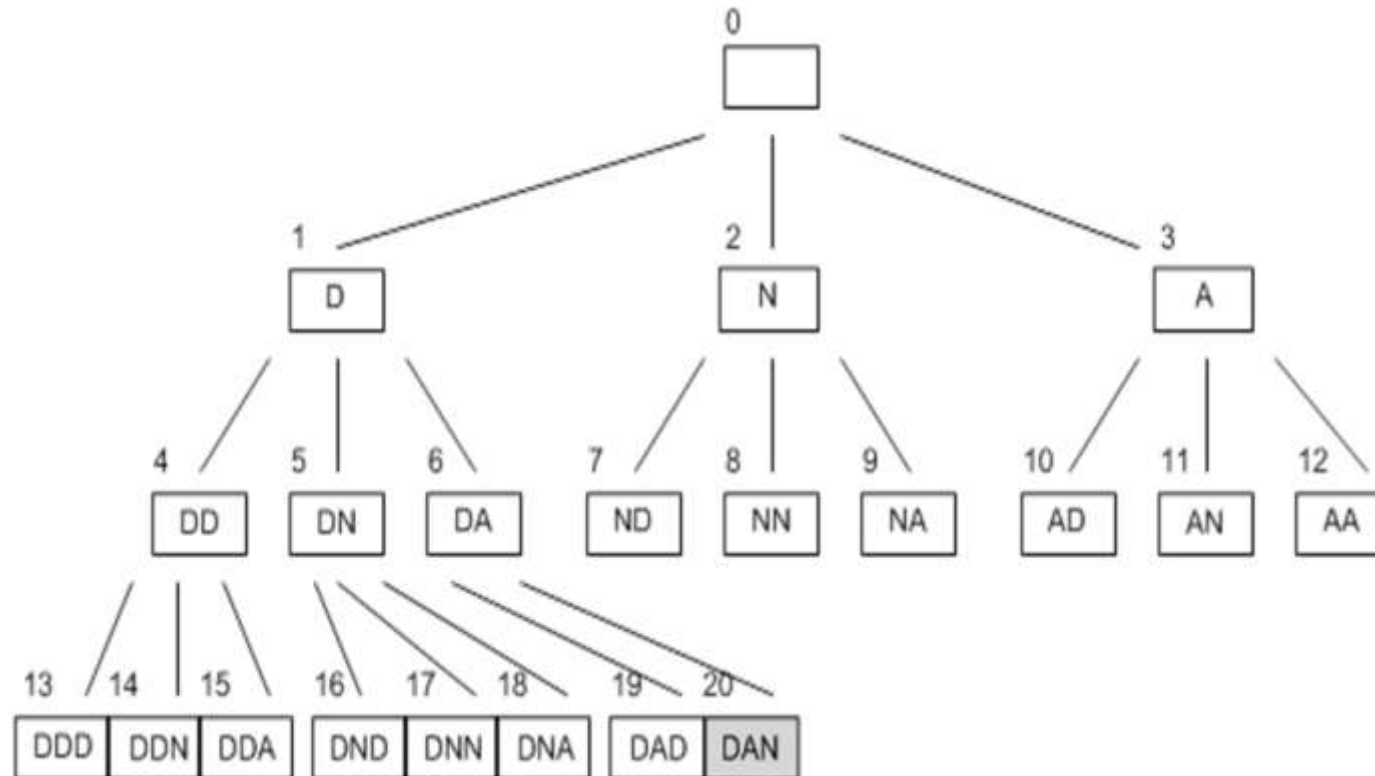 0
1 2 3
D N A
4 5 6 7 8 9 10 11 12
DD DN DA ND NN NA AD AN AA
13 14 15 16 17 18 19 20
DDD DDN DDA DND DNN DNA DAD DAN